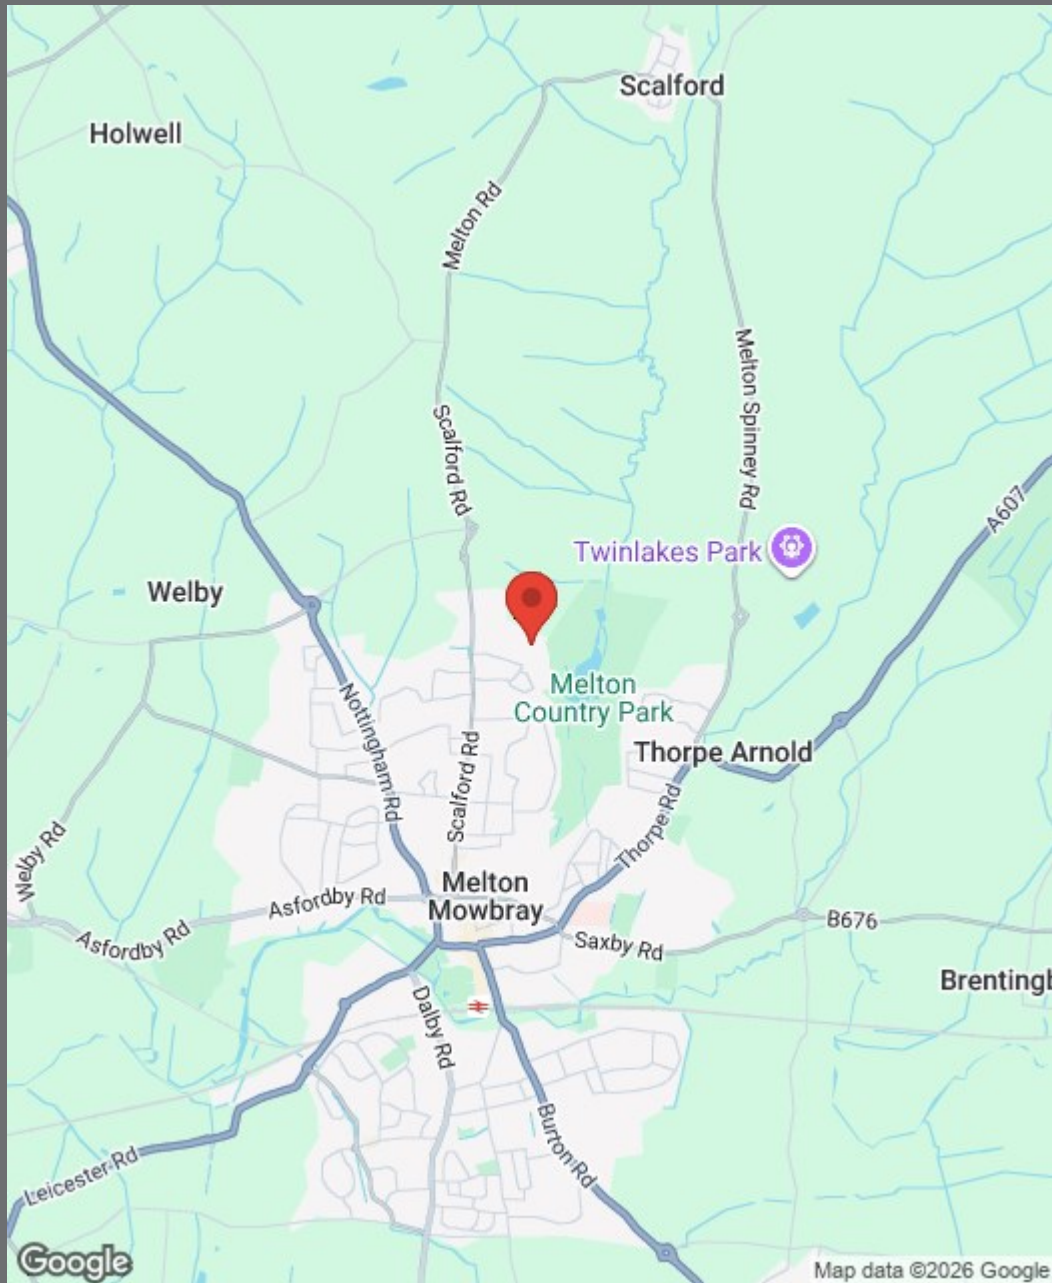 Scalford
Holwell
Melton Rd
Melton Spinney Rd
Scalford Rd
A607
Twinlakes Park
Welby
Melton
Country Park
Nottingham Rd
Thorpe Arnold
Scalford Rd
Thorpe Rd
Welby Rd
Melton
Mowbray
Asfordby Rd
Asfordby Rd
B676
Saxby Rd
Brentingb
Dalby Rd
Burton Rd
Leicester Rd
Google
Map data ©2026 Google